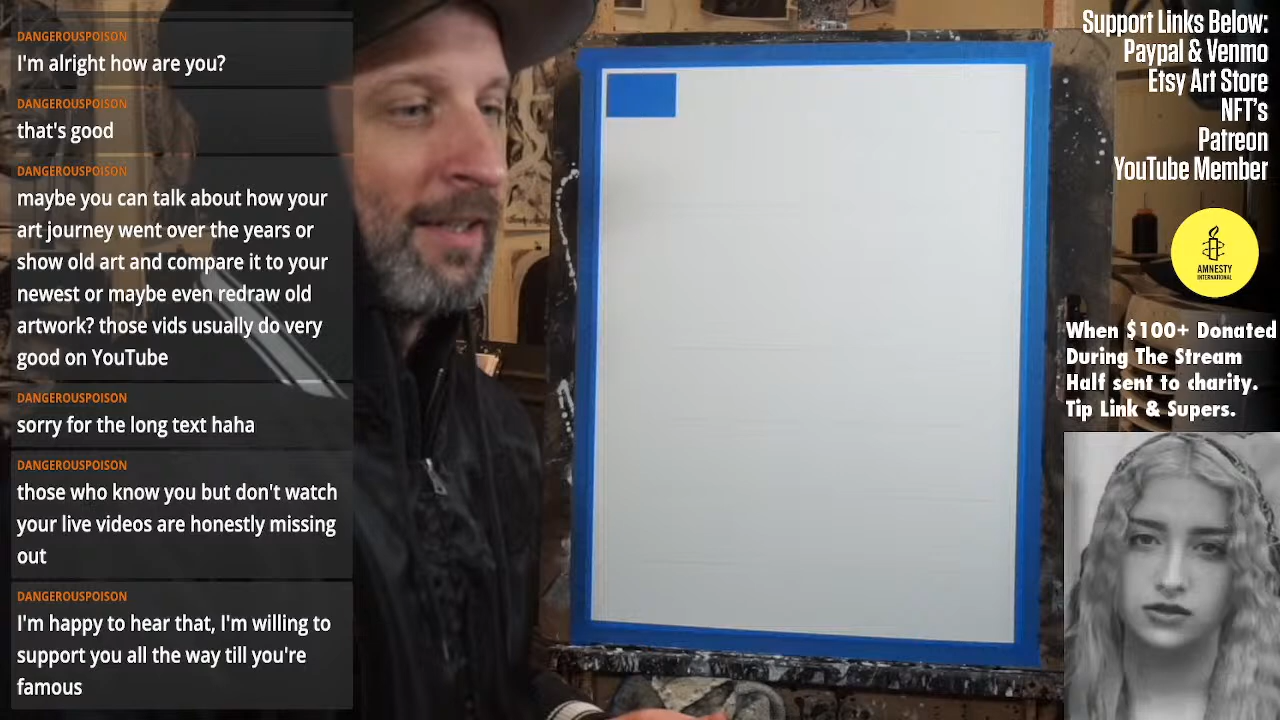 DANGEROUSPOISON
I'm alright how are you?
DANGEROUSPOISON
that's good
DANGEROUSPOISON
maybe you can talk about how your
art journey went over the years or
show old art and compare it to your
newest or maybe even redraw old
artwork? those vids usually do very
good on YouTube
DANGEROUSPOISON
sorry for the long text haha
DANGEROUSPOISON
those who know you but don't watch
your live videos are honestly missing
out
DANGEROUSPOISON
I'm happy to hear that, I'm willing to
support you all the way till you're
famous
Support Links Below:
Paypal & Venmo
Etsy Art Store
NFT's
Patreon
YouTube Member
AMNESTY
INTERNATIONAL
When $100+ Donated
During The Stream
Half sent to charity.
Tip Link & Supers.